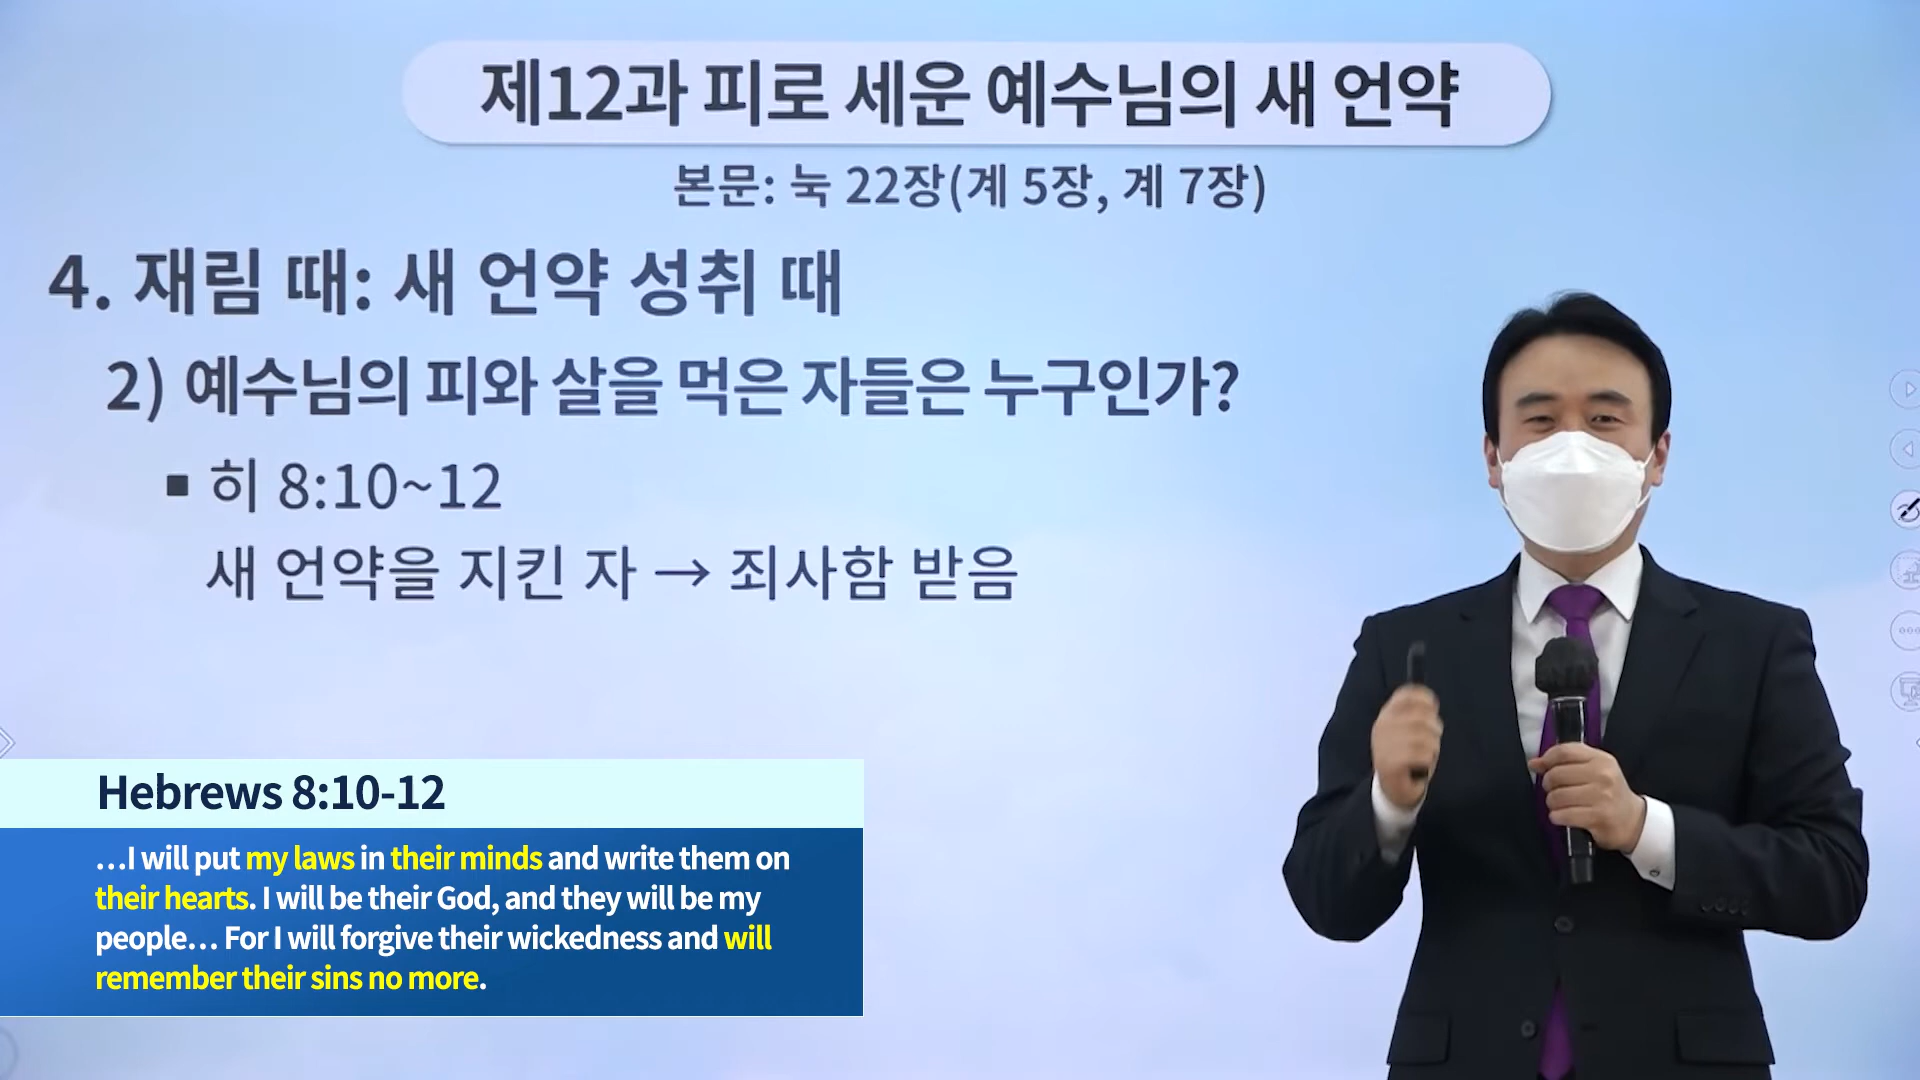 제12과 피로 세운 예수님의 새 언약
본문: 눅 22장(계 5장, 계 7장)
4. 재림 때: 새 언약 성취 때
2) 예수님의 피와 살을 먹은 자들은 누구인가?
▪ 히 8:10~12
새 언약을 지킨 자 → 죄사함 받음
Hebrews 8:10-12
…I will put my laws in their minds and write them on
their hearts. I will be their God, and they will be my
people… For I will forgive their wickedness and will
remember their sins no more.